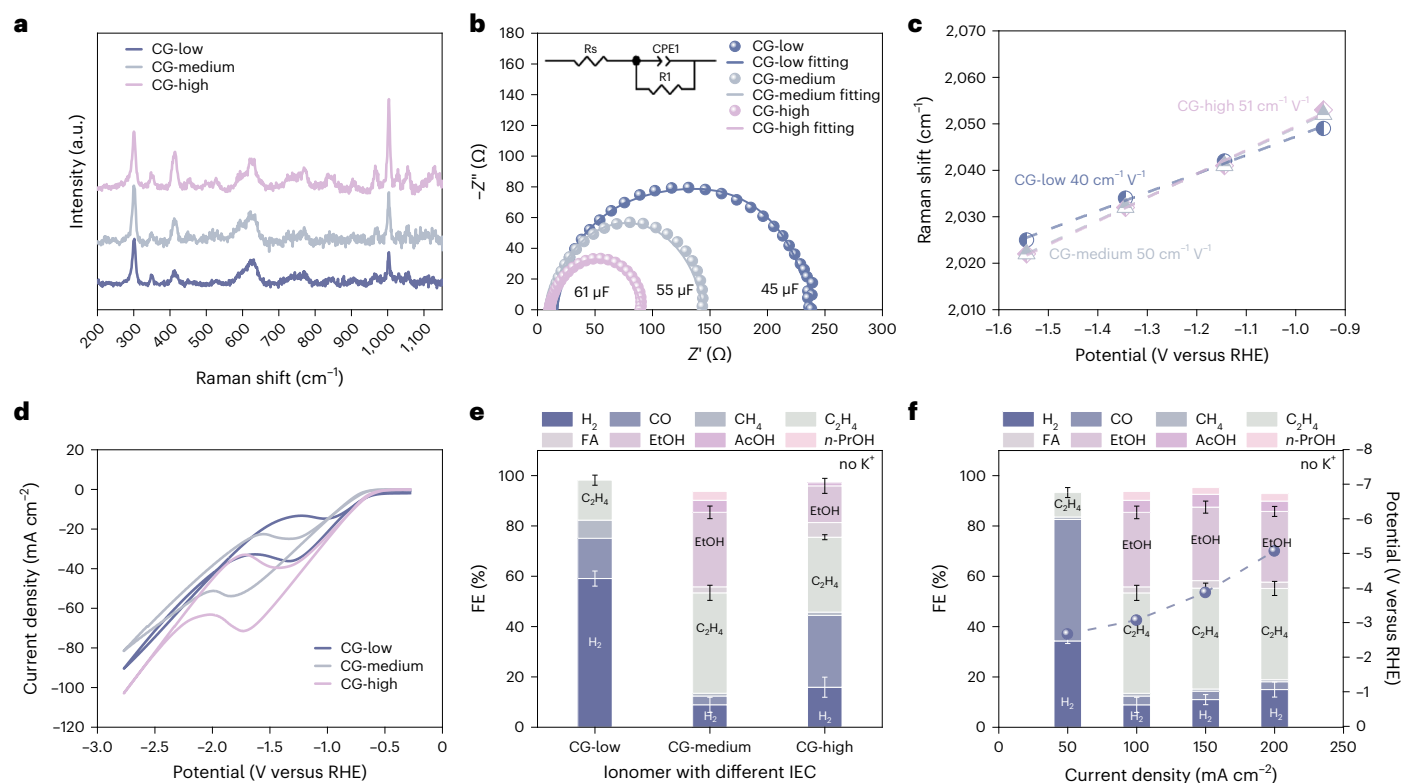 a
CG-low
CG-medium
CG-high
Intensity (a.u.)
200 300 400 500 600 700 800 900 1,000 1,100
Raman shift (cm⁻¹)
b
180
160
140
120
100
80
60
40
20
0
–Z″ (Ω)
Rs CPE1
R1
CG-low
CG-low fitting
CG-medium
CG-medium fitting
CG-high
CG-high fitting
61 µF 55 µF 45 µF
0 50 100 150 200 250 300
Z′ (Ω)
c
2,070
2,060
2,050
2,040
2,030
2,020
2,010
Raman shift (cm⁻¹)
CG-high 51 cm⁻¹ V⁻¹
CG-low 40 cm⁻¹ V⁻¹
CG-medium 50 cm⁻¹ V⁻¹
–1.6 –1.5 –1.4 –1.3 –1.2 –1.1 –1.0 –0.9
Potential (V versus RHE)
d
20
0
–20
–40
–60
–80
–100
–120
Current density (mA cm⁻²)
CG-low
CG-medium
CG-high
–3.0 –2.5 –2.0 –1.5 –1.0 –0.5 0
Potential (V versus RHE)
e
H₂ CO CH₄ C₂H₄
FA EtOH AcOH n-PrOH
no K⁺
100
80
60
40
20
0
FE (%)
C₂H₄
H₂
EtOH
C₂H₄
H₂
EtOH
C₂H₄
H₂
CG-low CG-medium CG-high
Ionomer with different IEC
f
H₂ CO CH₄ C₂H₄
FA EtOH AcOH n-PrOH
no K⁺
100
80
60
40
20
0
FE (%)
C₂H₄
H₂
EtOH
C₂H₄
H₂
EtOH
C₂H₄
H₂
EtOH
C₂H₄
H₂
–8
–7
–6
–5
–4
–3
–2
–1
0
Potential (V versus RHE)
0 50 100 150 200 250
Current density (mA cm⁻²)